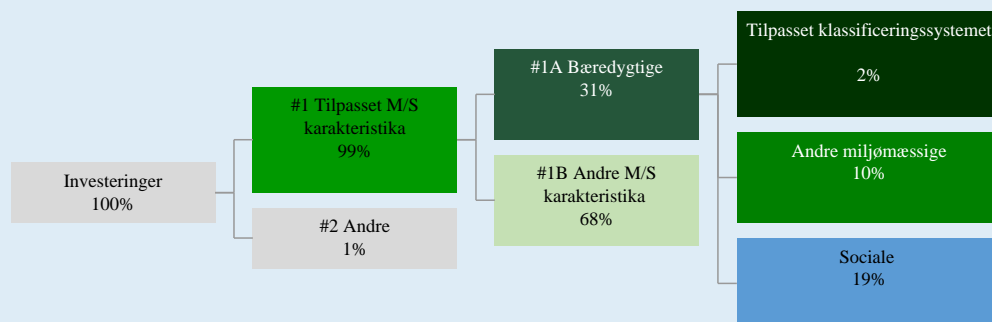 Investeringer
100%
#1 Tilpasset M/S
karakteristika
99%
#2 Andre
1%
#1A Bæredygtige
31%
#1B Andre M/S
karakteristika
68%
Tilpasset klassificeringssystemet
2%
Andre miljømæssige
10%
Sociale
19%